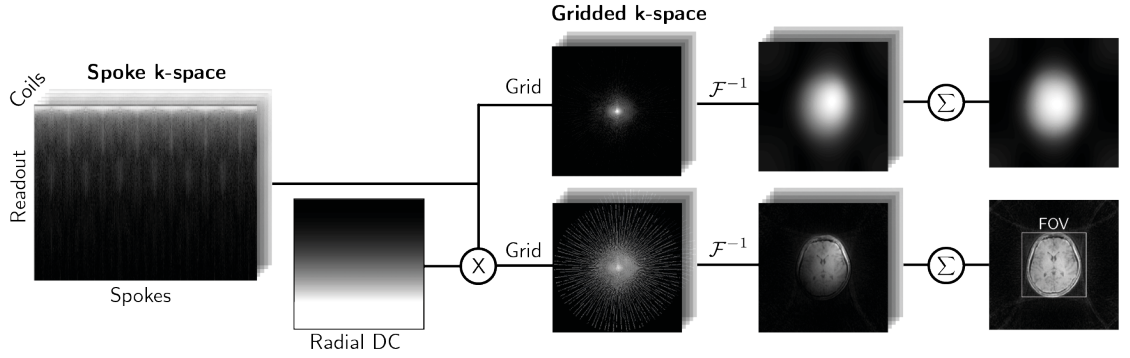 Gridded k-space
Spoke k-space
Coils
Readout
Spokes
Grid
ℱ⁻¹
Σ
Radial DC
X
Grid
ℱ⁻¹
Σ
FOV